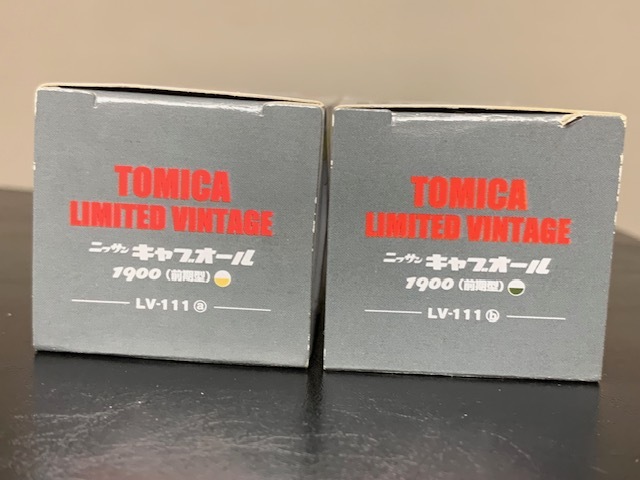 TOMICA
LIMITED VINTAGE
ニッサン キャブオール
1900 (前期型)
LV-111 ⓐ
TOMICA
LIMITED VINTAGE
ニッサン キャブオール
1900 (前期型)
LV-111 ⓑ